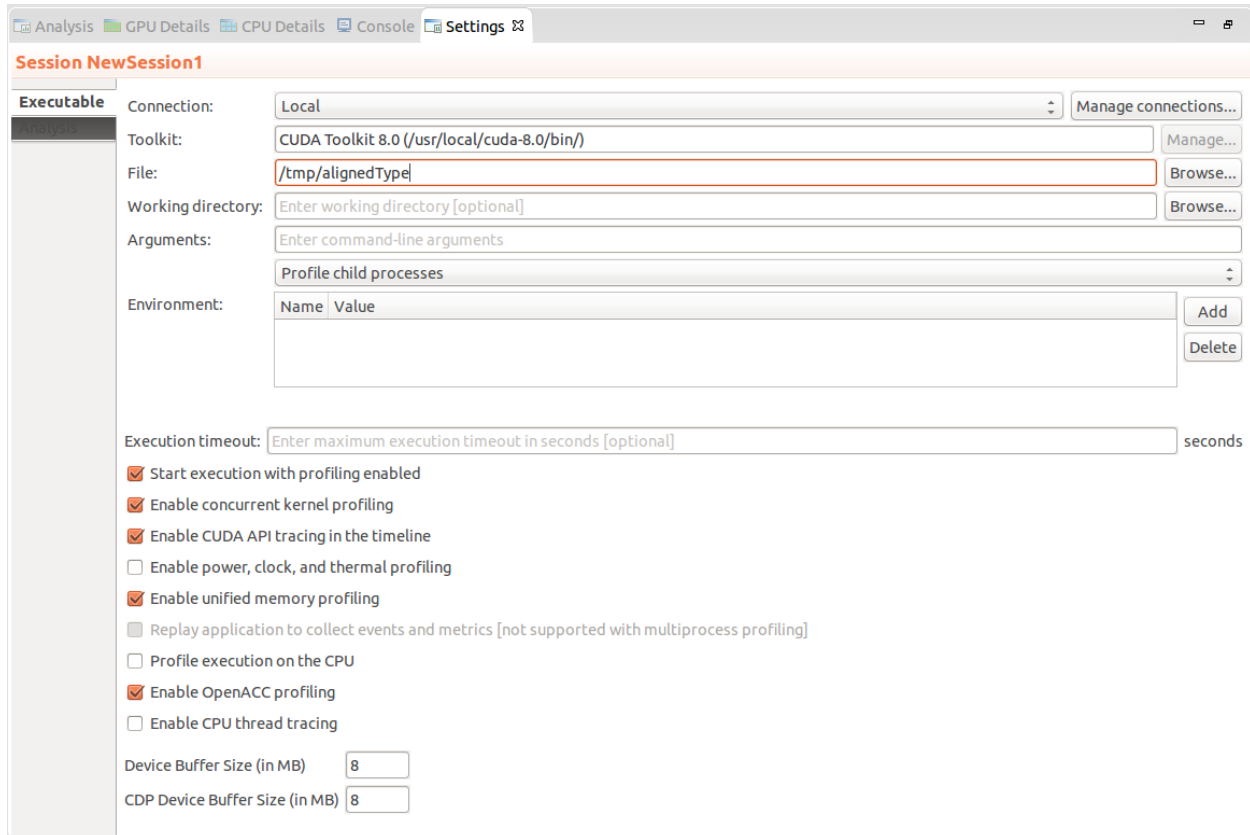 Analysis GPU Details CPU Details Console Settings
Session NewSession1
Executable
Analysis
Connection: Local Manage connections...
Toolkit: CUDA Toolkit 8.0 (/usr/local/cuda-8.0/bin/) Manage...
File: /tmp/alignedType Browse...
Working directory: Enter working directory [optional] Browse...
Arguments: Enter command-line arguments
Profile child processes
Environment: Name Value Add
Delete
Execution timeout: Enter maximum execution timeout in seconds [optional] seconds
Start execution with profiling enabled
Enable concurrent kernel profiling
Enable CUDA API tracing in the timeline
Enable power, clock, and thermal profiling
Enable unified memory profiling
Replay application to collect events and metrics [not supported with multiprocess profiling]
Profile execution on the CPU
Enable OpenACC profiling
Enable CPU thread tracing
Device Buffer Size (in MB) 8
CDP Device Buffer Size (in MB) 8